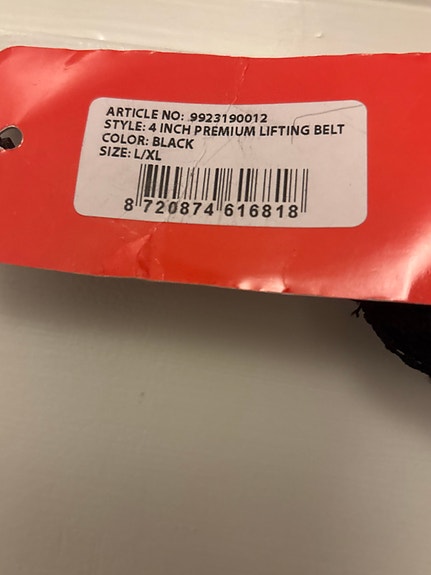 ARTICLE NO: 9923190012
STYLE: 4 INCH PREMIUM LIFTING BELT
COLOR: BLACK
SIZE: L/XL
8 720874 616818